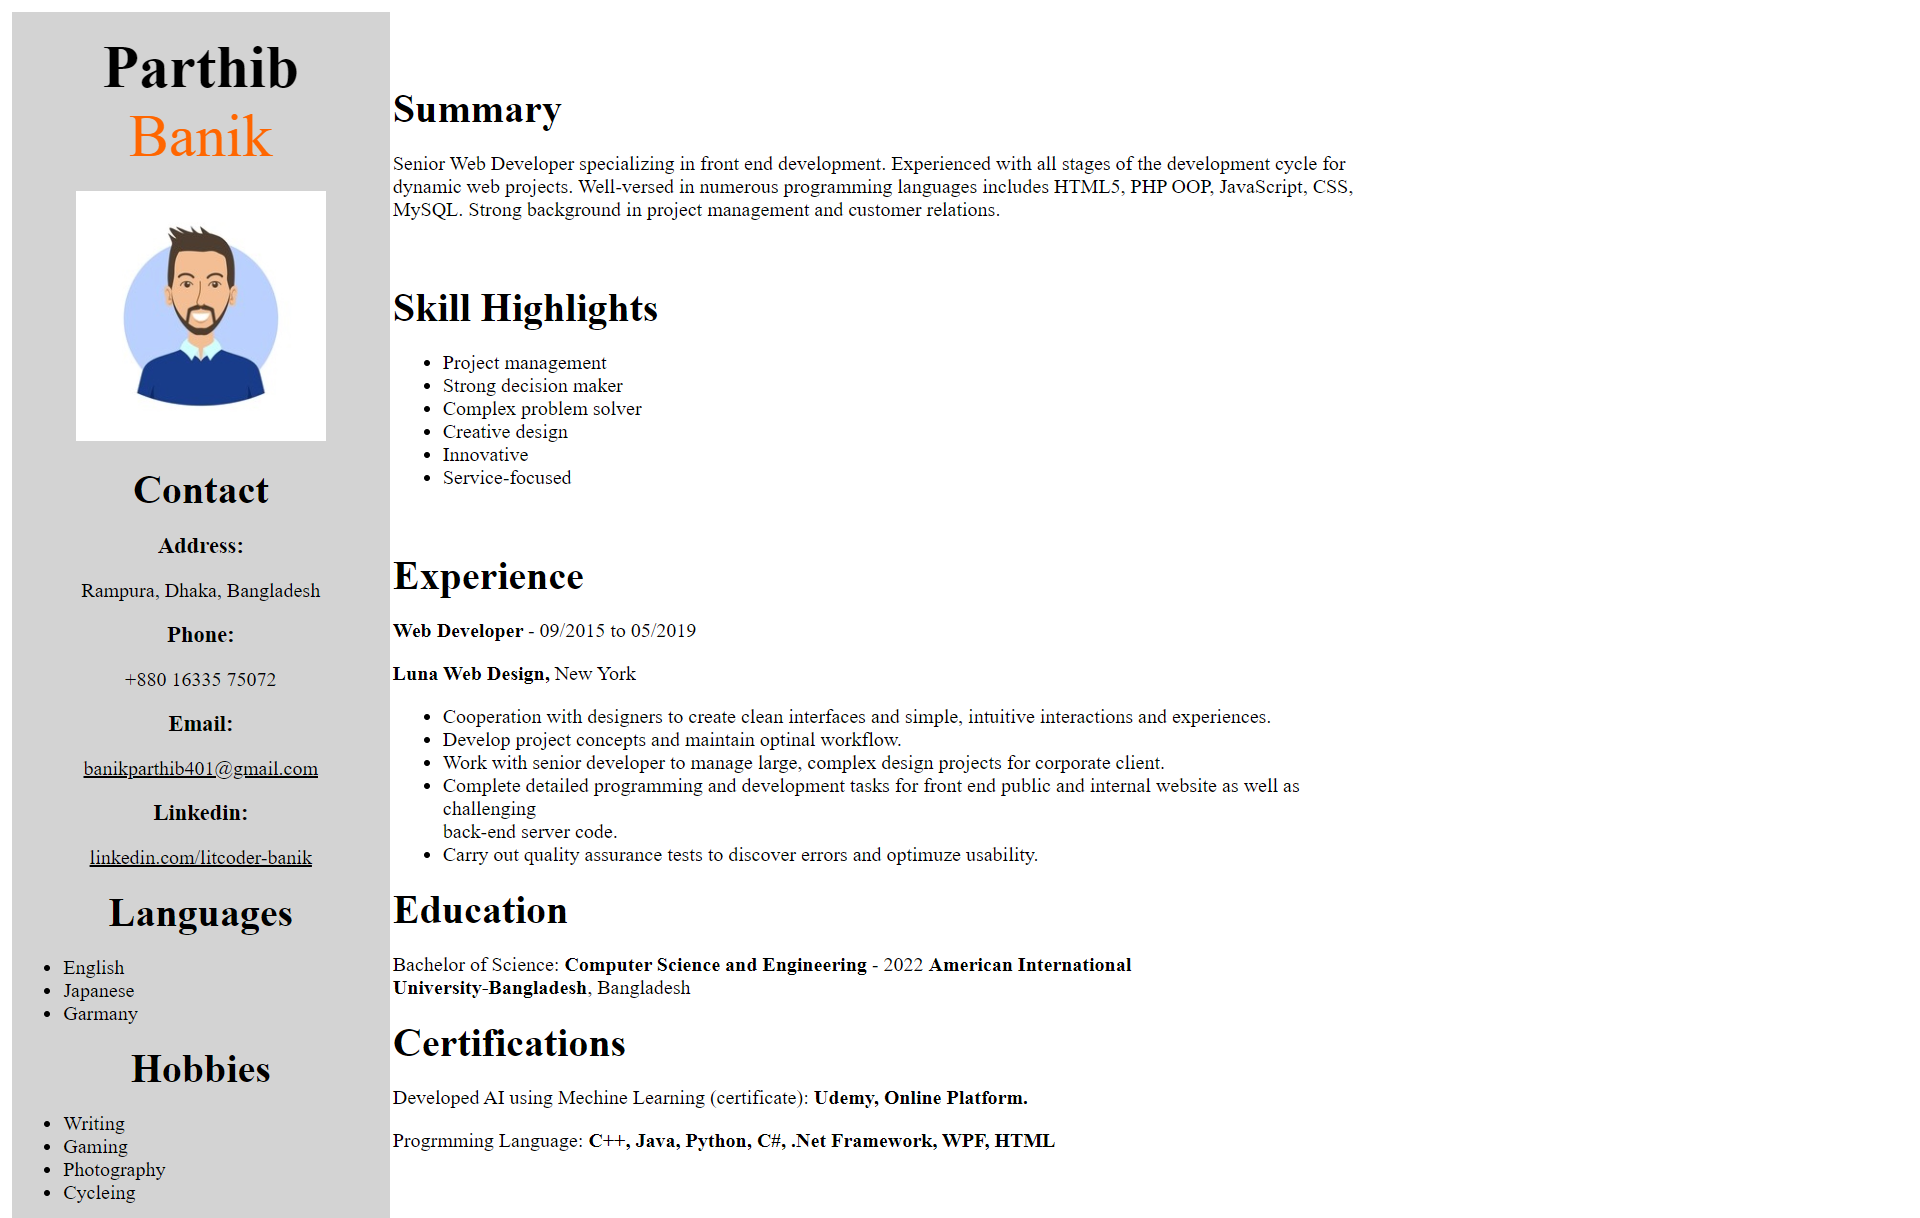 Parthib
Banik
Contact
Address:
Rampura, Dhaka, Bangladesh
Phone:
+880 16335 75072
Email:
banikparthib401@gmail.com
Linkedin:
linkedin.com/litcoder-banik
Languages
• English
• Japanese
• Garmany
Hobbies
• Writing
• Gaming
• Photography
• Cycleing
Summary
Senior Web Developer specializing in front end development. Experienced with all stages of the development cycle for
dynamic web projects. Well-versed in numerous programming languages includes HTML5, PHP OOP, JavaScript, CSS,
MySQL. Strong background in project management and customer relations.
Skill Highlights
• Project management
• Strong decision maker
• Complex problem solver
• Creative design
• Innovative
• Service-focused
Experience
Web Developer - 09/2015 to 05/2019
Luna Web Design, New York
• Cooperation with designers to create clean interfaces and simple, intuitive interactions and experiences.
• Develop project concepts and maintain optinal workflow.
• Work with senior developer to manage large, complex design projects for corporate client.
• Complete detailed programming and development tasks for front end public and internal website as well as
challenging
back-end server code.
• Carry out quality assurance tests to discover errors and optimuze usability.
Education
Bachelor of Science: Computer Science and Engineering - 2022 American International
University-Bangladesh, Bangladesh
Certifications
Developed AI using Mechine Learning (certificate): Udemy, Online Platform.
Progrmming Language: C++, Java, Python, C#, .Net Framework, WPF, HTML